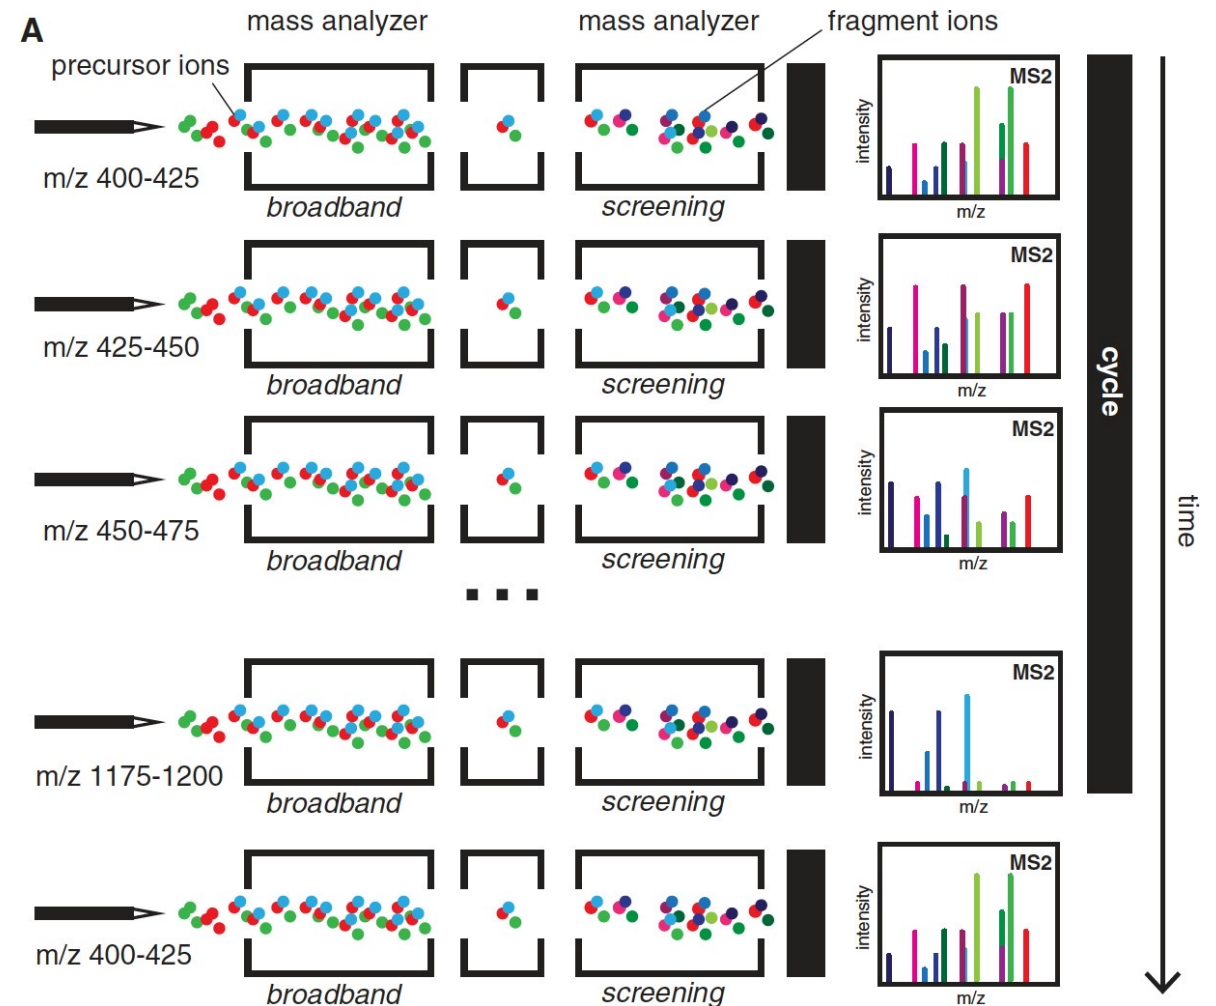 A
mass analyzer
mass analyzer
fragment ions
precursor ions
m/z 400-425
broadband
screening
MS2
intensity
m/z
m/z 425-450
broadband
screening
MS2
intensity
m/z
m/z 450-475
broadband
screening
MS2
intensity
m/z
...
m/z 1175-1200
broadband
screening
MS2
intensity
m/z
m/z 400-425
broadband
screening
MS2
intensity
m/z
cycle
time